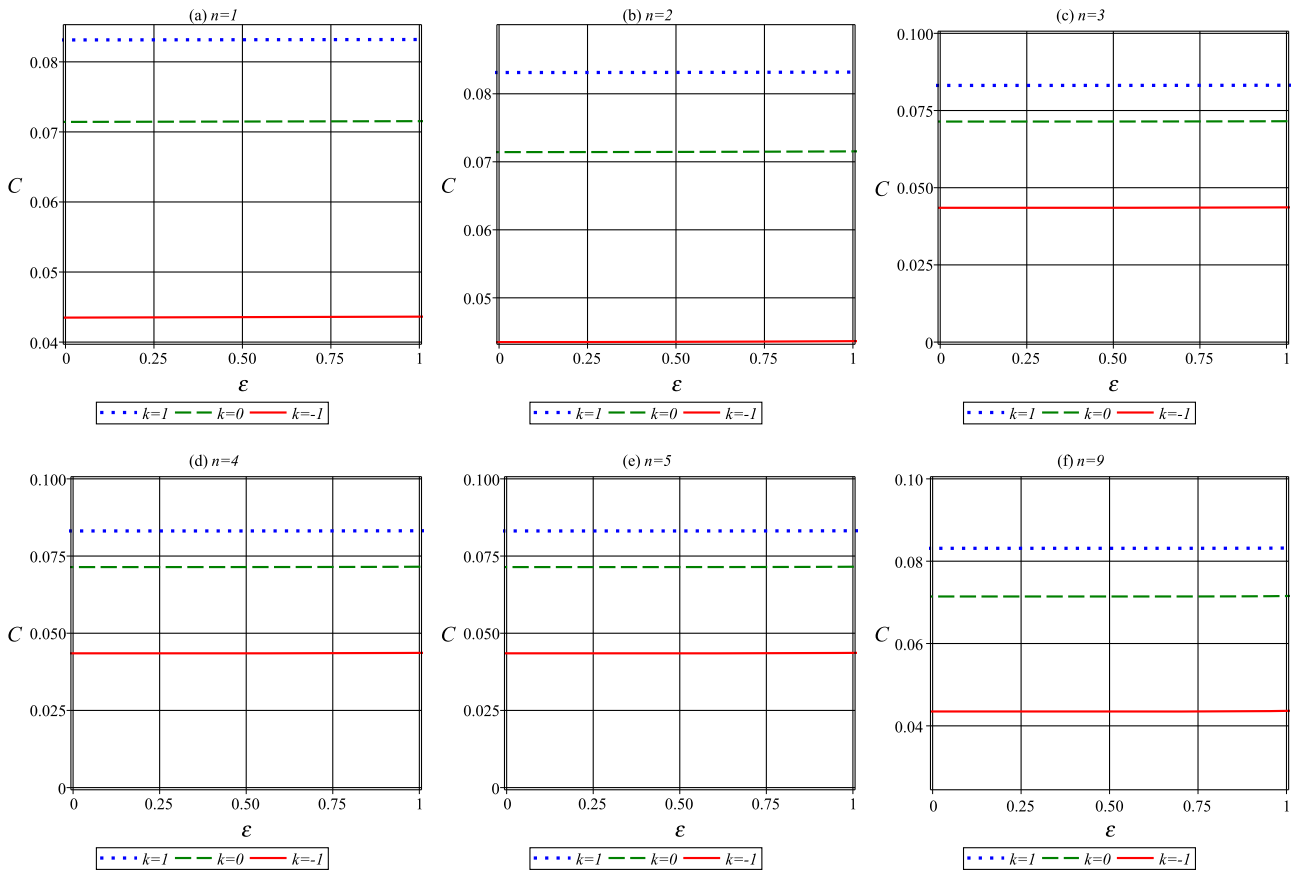 (a) n=1
0.08
0.07
C
0.06
0.05
0.04
0 0.25 0.50 0.75 1
ε
k=1 k=0 k=-1
(b) n=2
0.08
0.07
C
0.06
0.05
0 0.25 0.50 0.75 1
ε
k=1 k=0 k=-1
(c) n=3
0.100
0.075
C
0.050
0.025
0
0 0.25 0.50 0.75 1
ε
k=1 k=0 k=-1
(d) n=4
0.100
0.075
C 0.050
0.025
0
0 0.25 0.50 0.75 1
ε
k=1 k=0 k=-1
(e) n=5
0.100
0.075
C 0.050
0.025
0
0 0.25 0.50 0.75 1
ε
k=1 k=0 k=-1
(f) n=9
0.10
0.08
C
0.06
0.04
0 0.25 0.50 0.75 1
ε
k=1 k=0 k=-1